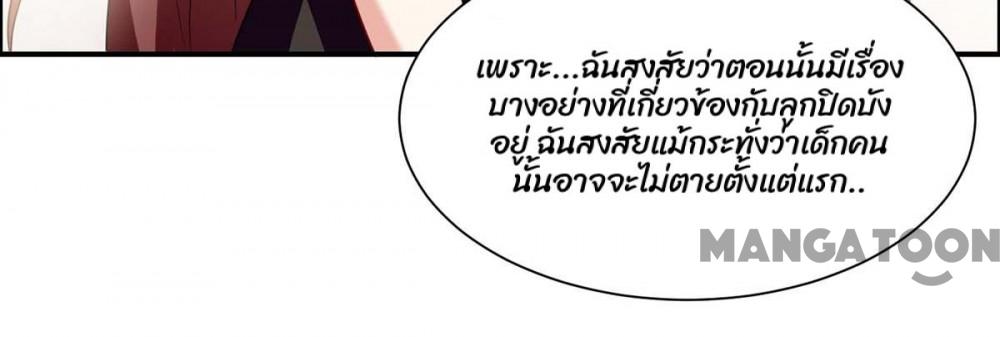 เพราะ...ฉันสงสัยว่าตอนนั้นมีเรื่อง
บางอย่างที่เกี่ยวข้องกับลูกปิดบัง
อยู่ ฉันสงสัยแม้กระทั่งว่าเด็กคน
นั้นอาจจะไม่ตายตั้งแต่แรก..
MANGATOON